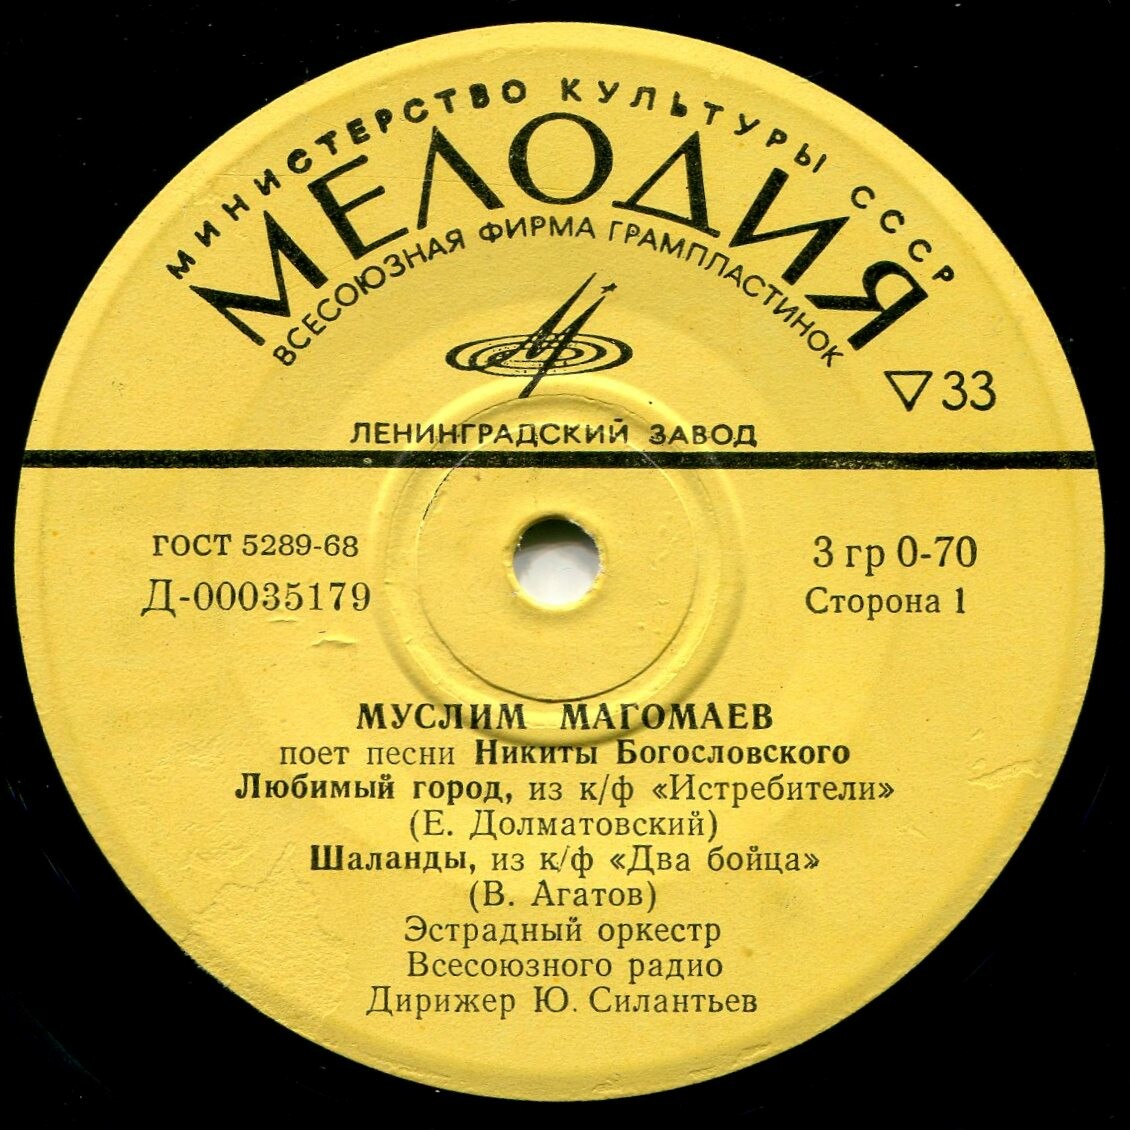 МИНИСТЕРСТВО КУЛЬТУРЫ СССР
МЕЛОДИЯ
ВСЕСОЮЗНАЯ ФИРМА ГРАМПЛАСТИНОК
▽33
ЛЕНИНГРАДСКИЙ ЗАВОД
ГОСТ 5289-68
Д-00035179
3 гр 0-70
Сторона 1
МУСЛИМ МАГОМАЕВ
поет песни Никиты Богословского
Любимый город, из к/ф «Истребители»
(Е. Долматовский)
Шаланды, из к/ф «Два бойца»
(В. Агатов)
Эстрадный оркестр
Всесоюзного радио
Дирижер Ю. Силантьев